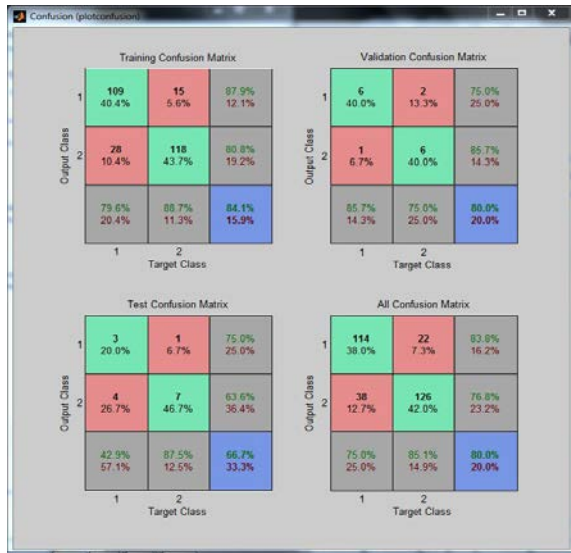 Confusion (plotconfusion)
Training Confusion Matrix
1
109 15 87.9%
40.4% 5.6% 12.1%
2
28 118 80.8%
10.4% 43.7% 19.2%
79.6% 88.7% 84.1%
20.4% 11.3% 15.9%
1 2
Target Class
Output Class
Validation Confusion Matrix
1
6 2 75.0%
40.0% 13.3% 25.0%
2
1 6 85.7%
6.7% 40.0% 14.3%
85.7% 75.0% 80.0%
14.3% 25.0% 20.0%
1 2
Target Class
Output Class
Test Confusion Matrix
1
3 1 75.0%
20.0% 6.7% 25.0%
2
4 7 63.6%
26.7% 46.7% 36.4%
42.9% 87.5% 66.7%
57.1% 12.5% 33.3%
1 2
Target Class
Output Class
All Confusion Matrix
1
114 22 83.8%
38.0% 7.3% 16.2%
2
38 126 76.8%
12.7% 42.0% 23.2%
75.0% 85.1% 80.0%
25.0% 14.9% 20.0%
1 2
Target Class
Output Class